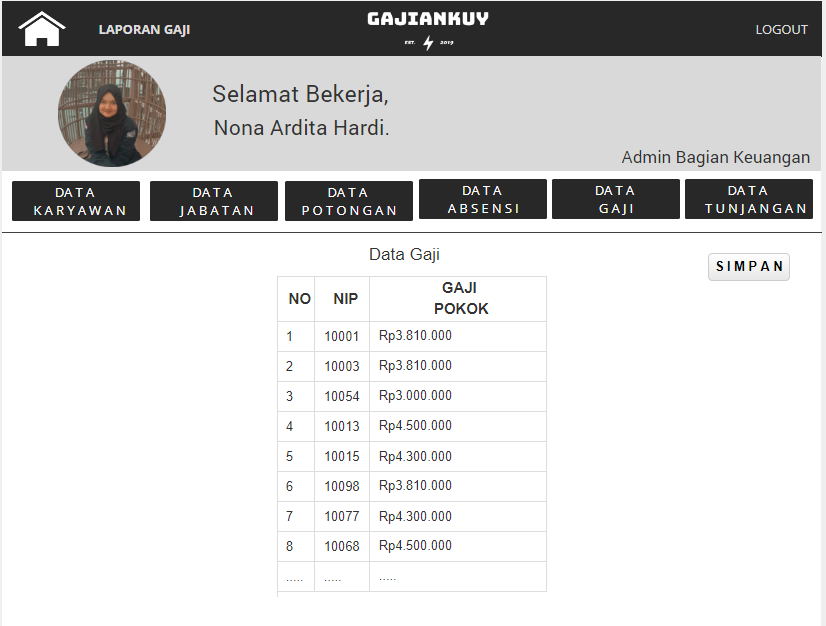 LAPORAN GAJI
GAJIANKUY
EST. 2019
LOGOUT
Selamat Bekerja,
Nona Ardita Hardi.
Admin Bagian Keuangan
DATA KARYAWAN
DATA JABATAN
DATA POTONGAN
DATA ABSENSI
DATA GAJI
DATA TUNJANGAN
Data Gaji
SIMPAN
NO NIP GAJI POKOK
1 10001 Rp3.810.000
2 10003 Rp3.810.000
3 10054 Rp3.000.000
4 10013 Rp4.500.000
5 10015 Rp4.300.000
6 10098 Rp3.810.000
7 10077 Rp4.300.000
8 10068 Rp4.500.000
..... ..... .....